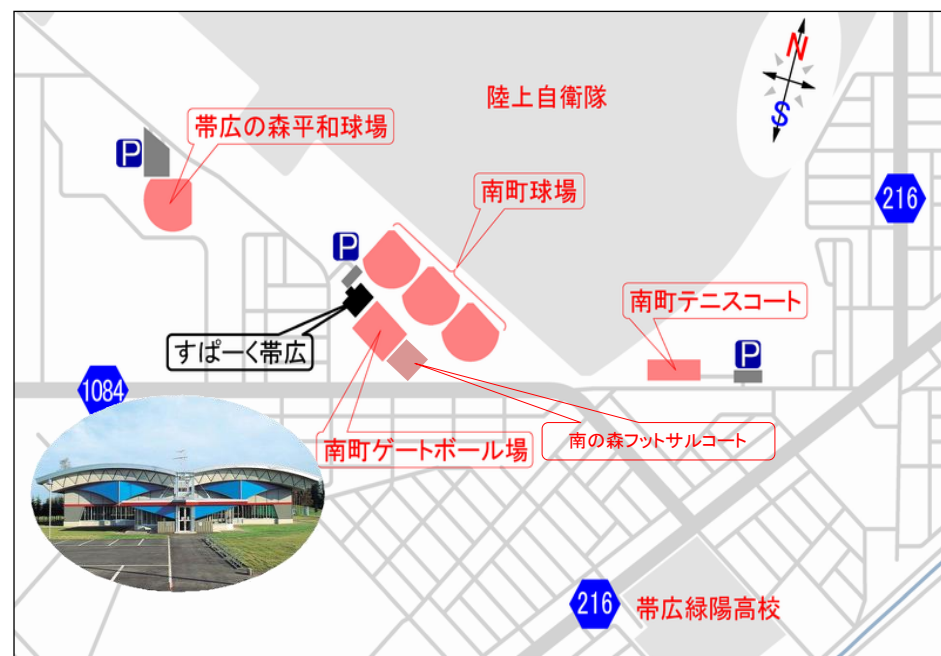 陸上自衛隊
N
S
帯広の森平和球場
P
南町球場
216
P
南町テニスコート
すぱーく帯広
P
1084
南町ゲートボール場
南の森フットサルコート
216
帯広緑陽高校